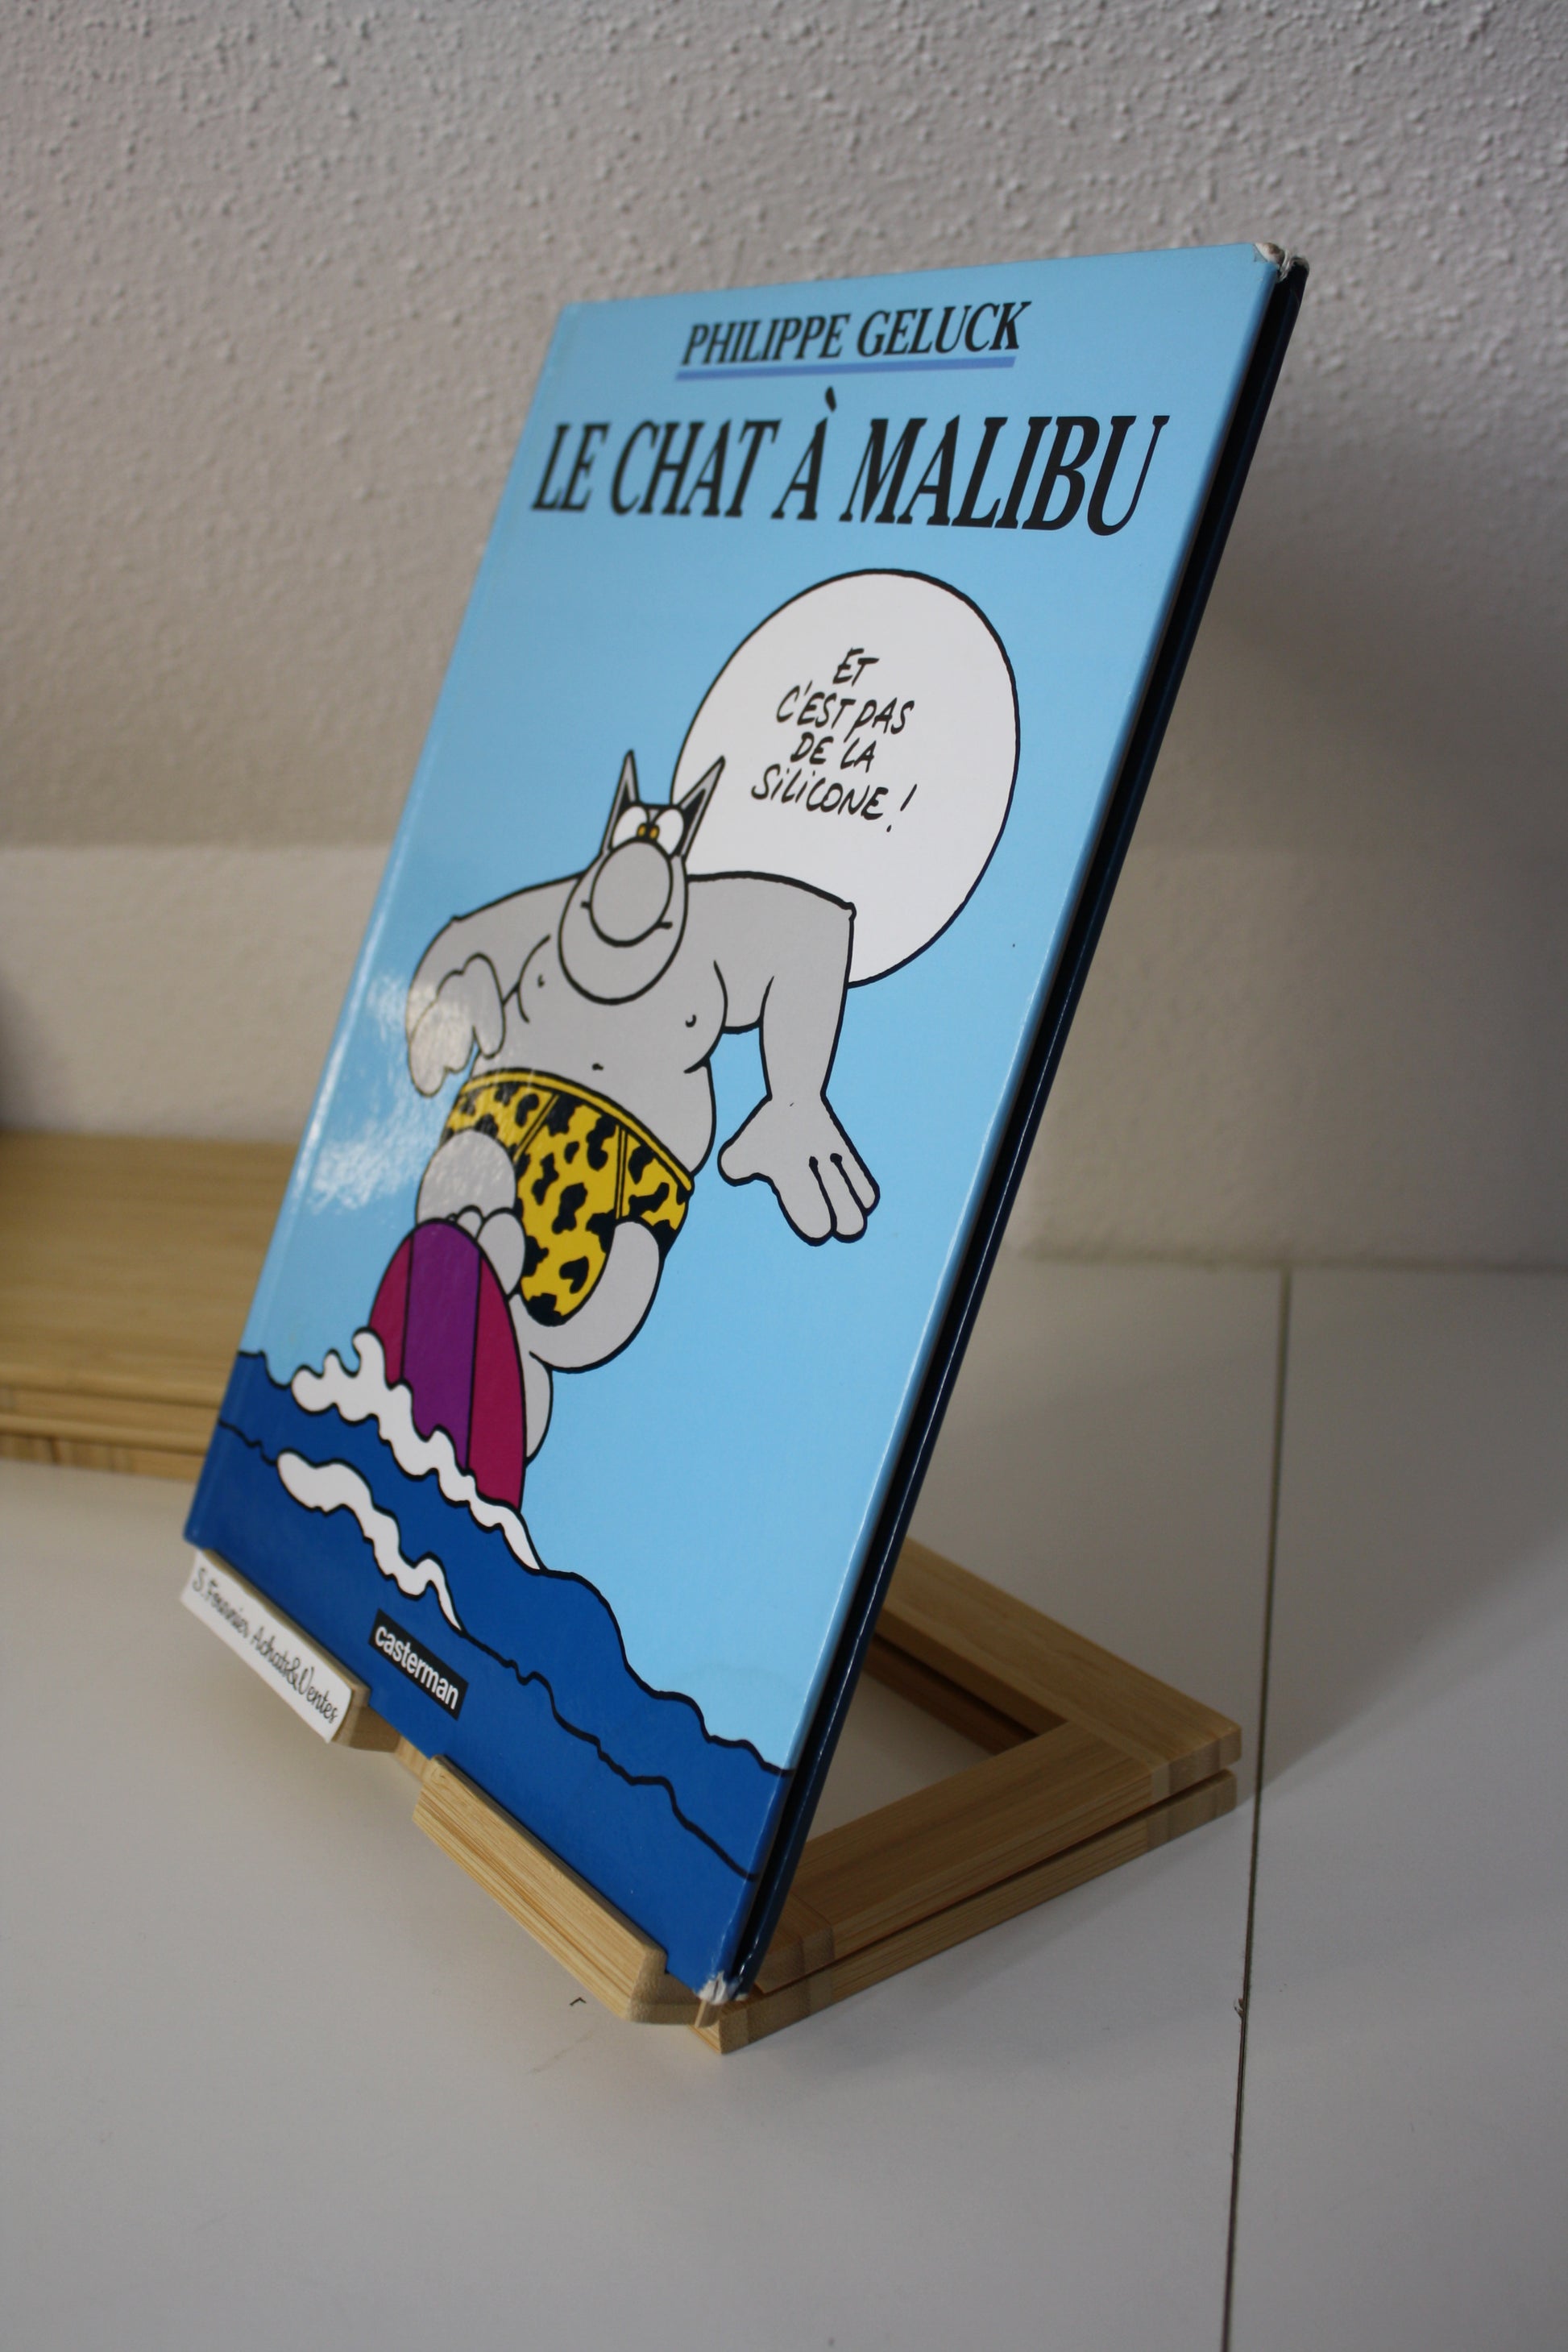 PHILIPPE GELUCK
LE CHAT À MALIBU
ET
C'EST PAS
DE LA
SILICONE !
casterman
S. Fournier Achats&Ventes